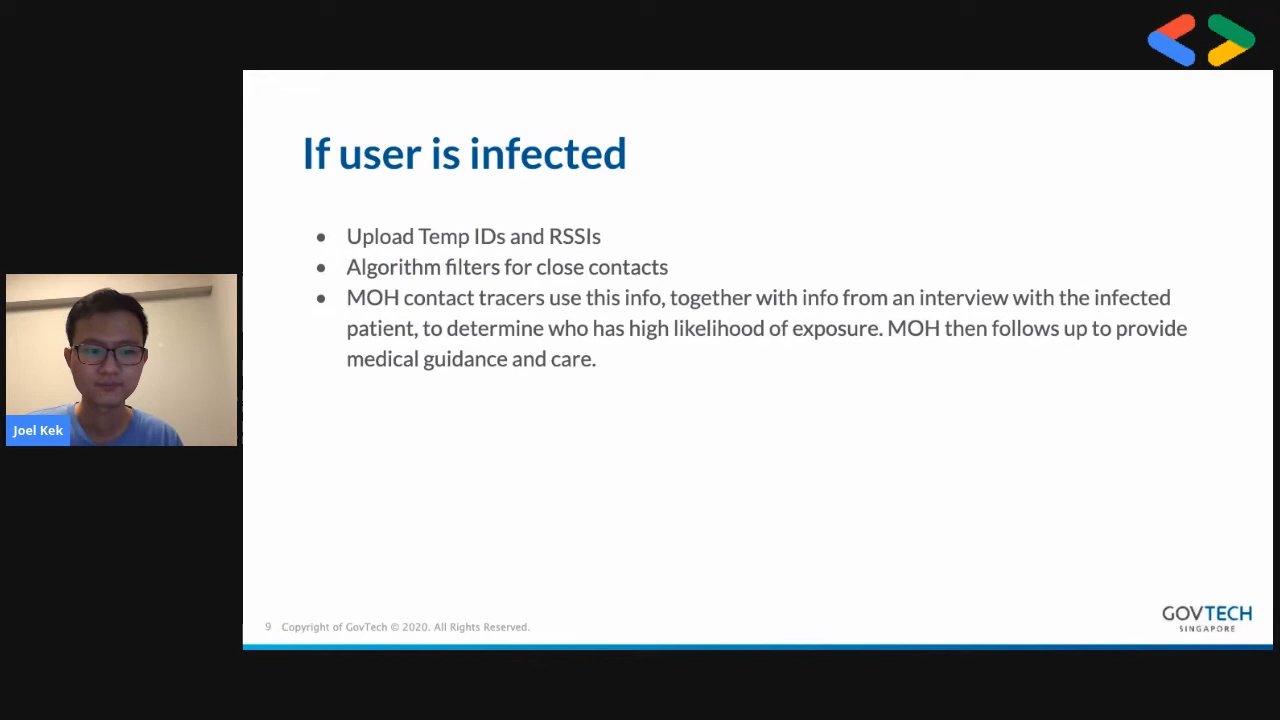 If user is infected
● Upload Temp IDs and RSSIs
● Algorithm filters for close contacts
● MOH contact tracers use this info, together with info from an interview with the infected
patient, to determine who has high likelihood of exposure. MOH then follows up to provide
medical guidance and care.
Joel Kek
9 Copyright of GovTech © 2020. All Rights Reserved.
GOVTECH
SINGAPORE